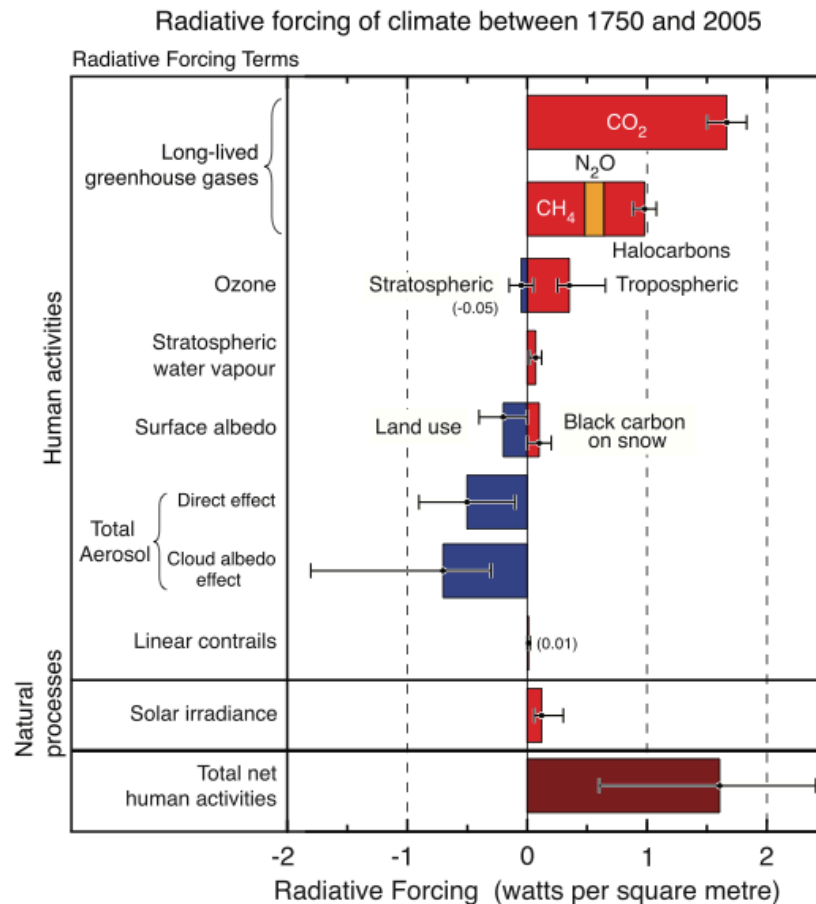 Radiative forcing of climate between 1750 and 2005
Radiative Forcing Terms
CO₂
Long-lived
greenhouse gases
N₂O
CH₄
Halocarbons
Ozone
Stratospheric
(-0.05)
Tropospheric
Stratospheric
water vapour
Human activities
Surface albedo
Land use
Black carbon
on snow
Total
Aerosol
Direct effect
Cloud albedo
effect
Linear contrails
(0.01)
Natural
processes
Solar irradiance
Total net
human activities
-2 -1 0 1 2
Radiative Forcing (watts per square metre)